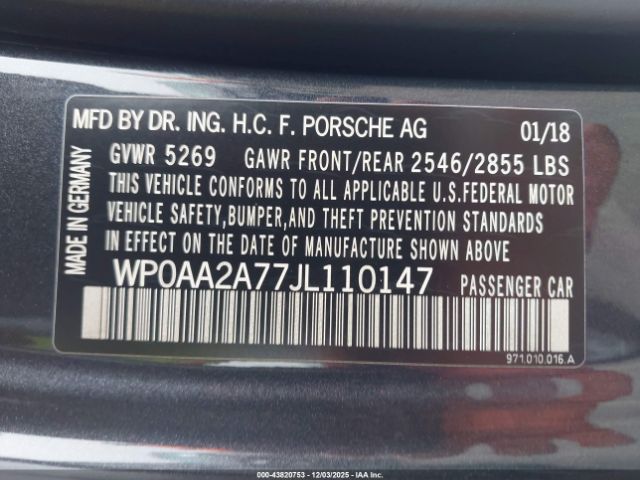 MFD BY DR. ING. H.C. F. PORSCHE AG 01/18
GVWR 5269 GAWR FRONT/REAR 2546/2855 LBS
THIS VEHICLE CONFORMS TO ALL APPLICABLE U.S.FEDERAL MOTOR
VEHICLE SAFETY,BUMPER,AND THEFT PREVENTION STANDARDS
IN EFFECT ON THE DATE OF MANUFACTURE SHOWN ABOVE.
WP0AA2A77JL110147 PASSENGER CAR
MADE IN GERMANY
971.010.016.A
000-43820753 - 12/03/2025 - IAA Inc.